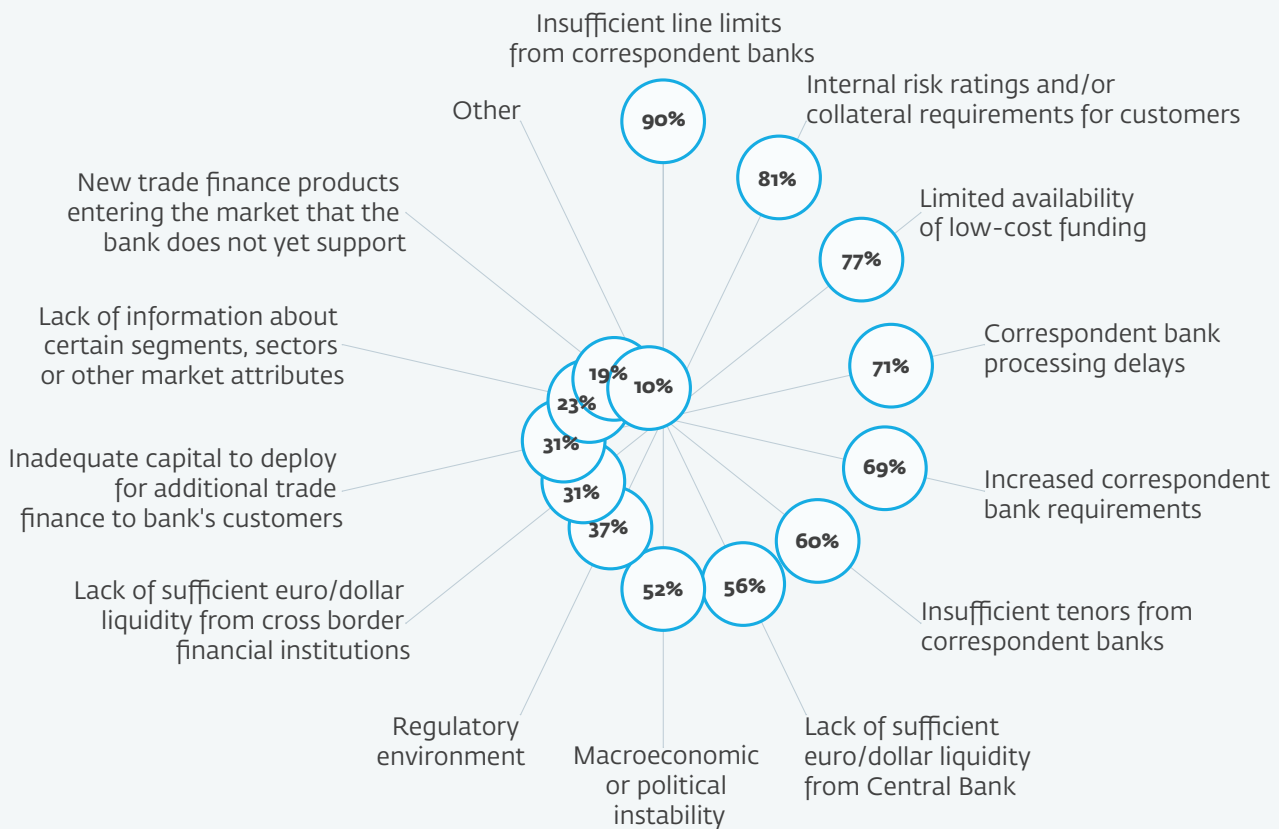 Insufficient line limits
from correspondent banks
90%
Internal risk ratings and/or
collateral requirements for customers
81%
Limited availability
of low-cost funding
77%
Correspondent bank
processing delays
71%
Increased correspondent
bank requirements
69%
Insufficient tenors from
correspondent banks
60%
Lack of sufficient
euro/dollar liquidity
from Central Bank
56%
Macroeconomic
or political
instability
52%
Regulatory
environment
37%
Lack of sufficient euro/dollar
liquidity from cross border
financial institutions
31%
Inadequate capital to deploy
for additional trade
finance to bank's customers
31%
Lack of information about
certain segments, sectors
or other market attributes
23%
New trade finance products
entering the market that the
bank does not yet support
19%
Other
10%